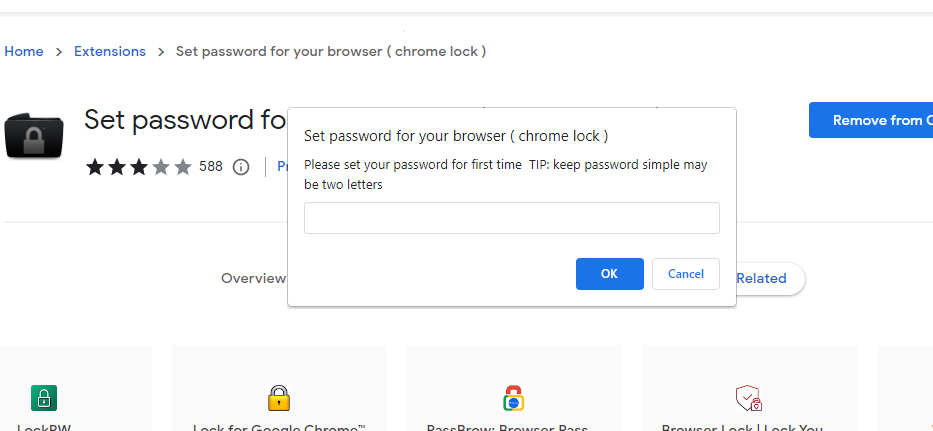 Home > Extensions > Set password for your browser ( chrome lock )
Set password fo
Remove from C
588
Set password for your browser ( chrome lock )
Please set your password for first time TIP: keep password simple may
be two letters
OK Cancel
Overview
Related
LockPW
Lock for Google Chrome™
PassBrow: Browser Pass
Browser Lock | Lock You